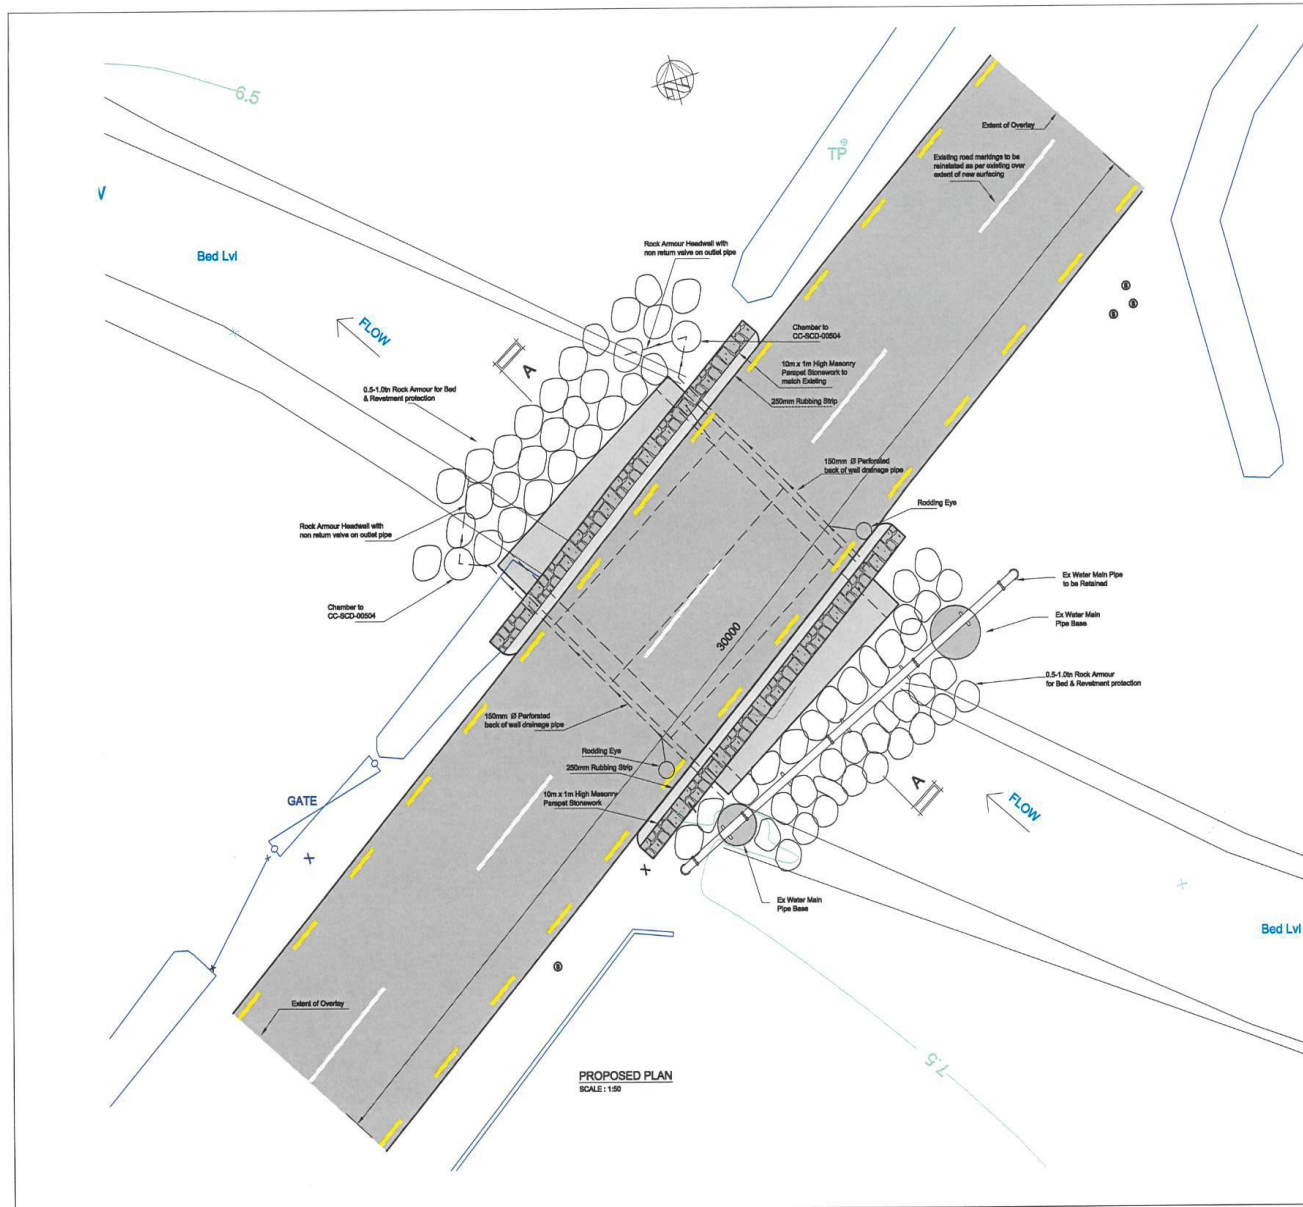 6.5
TP
Extent of Overlay
Existing road markings to be
reinstated as per existing over
extent of new surfacing
Bed Lvl
Rock Armour Headwall with
non return valve on outlet pipe
FLOW
Chamber to
CC-SCD-00504
A
10m x 1m High Masonry
Parapet Stonework to
match Existing
0.5-1.0tn Rock Armour for Bed
& Revetment protection
250mm Rubbing Strip
150mm Ø Perforated
back of wall drainage pipe
Rodding Eye
Rock Armour Headwall with
non return valve on outlet pipe
Ex Water Main Pipe
to be Retained
Chamber to
CC-SCD-00504
Ex Water Main
Pipe Base
30000
0.5-1.0tn Rock Armour
for Bed & Revetment protection
150mm Ø Perforated
back of wall drainage pipe
Rodding Eye
250mm Rubbing Strip
A
GATE
10m x 1m High Masonry
Parapet Stonework
FLOW
Ex Water Main
Pipe Base
Bed Lvl
Extent of Overlay
7.5
PROPOSED PLAN
SCALE : 1:50